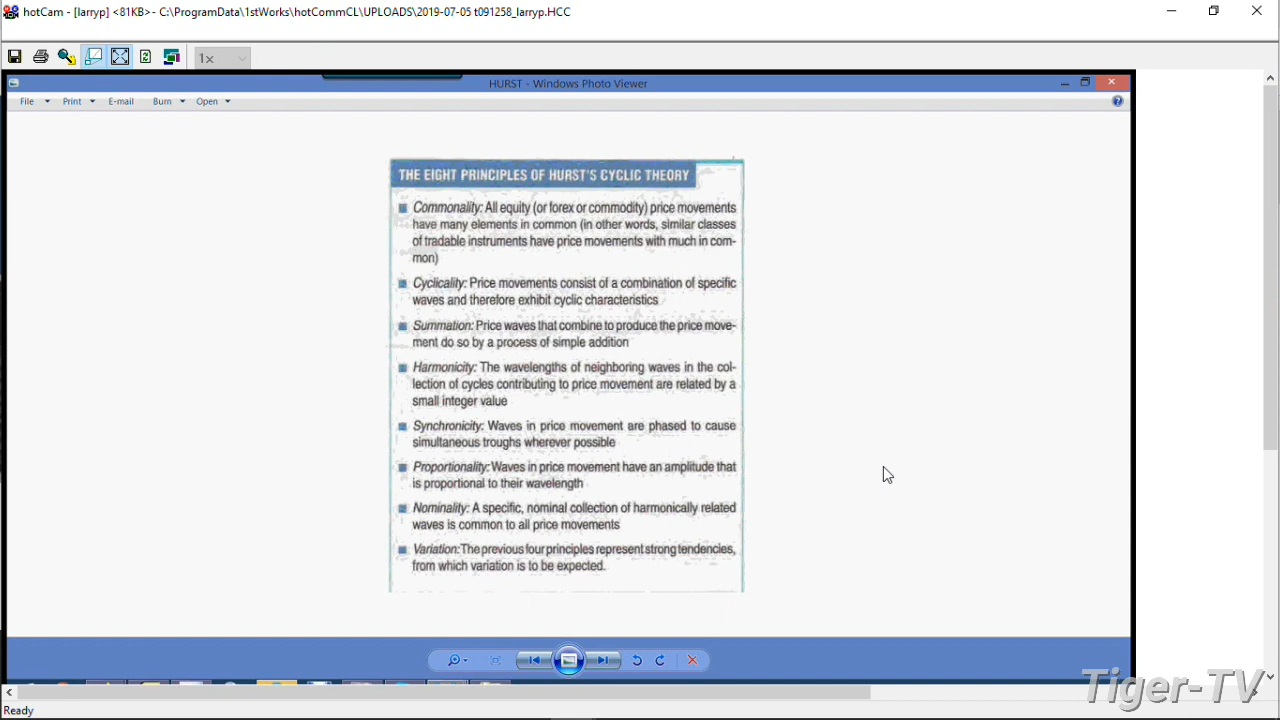 hotCam - [larryp] <81KB>- C:\ProgramData\1stWorks\hotCommCL\UPLOADS\2019-07-05 t091258_larryp.HCC
1x
HURST - Windows Photo Viewer
File Print E-mail Burn Open
THE EIGHT PRINCIPLES OF HURST'S CYCLIC THEORY
Commonality: All equity (or forex or commodity) price movements
have many elements in common (in other words, similar classes
of tradable instruments have price movements with much in com-
mon)
Cyclicality: Price movements consist of a combination of specific
waves and therefore exhibit cyclic characteristics
Summation: Price waves that combine to produce the price move-
ment do so by a process of simple addition
Harmonicity: The wavelengths of neighboring waves in the col-
lection of cycles contributing to price movement are related by a
small integer value
Synchronicity: Waves in price movement are phased to cause
simultaneous troughs wherever possible
Proportionality: Waves in price movement have an amplitude that
is proportional to their wavelength
Nominality: A specific, nominal collection of harmonically related
waves is common to all price movements
Variation: The previous four principles represent strong tendencies,
from which variation is to be expected.
Tiger-TV
Ready